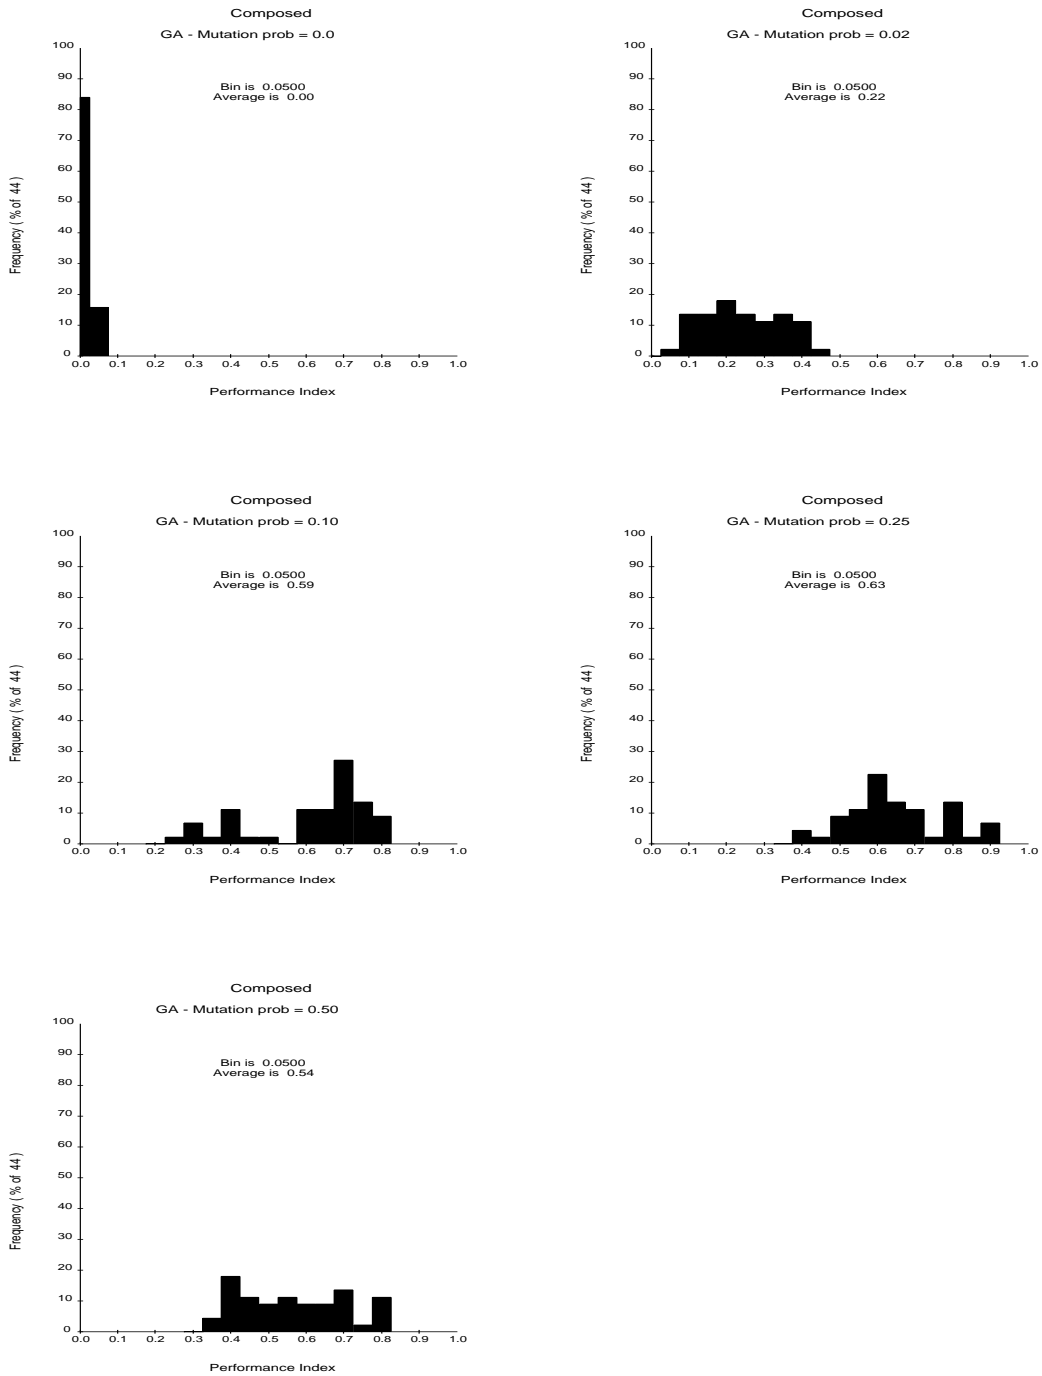 Composed
GA - Mutation prob = 0.0
100
90
80
70
60
50
40
30
20
10
0
Bin is 0.0500
Average is 0.00
Frequency ( % of 44 )
0.0 0.1 0.2 0.3 0.4 0.5 0.6 0.7 0.8 0.9 1.0
Performance Index
Composed
GA - Mutation prob = 0.02
100
90
80
70
60
50
40
30
20
10
0
Bin is 0.0500
Average is 0.22
Frequency ( % of 44 )
0.0 0.1 0.2 0.3 0.4 0.5 0.6 0.7 0.8 0.9 1.0
Performance Index
Composed
GA - Mutation prob = 0.10
100
90
80
70
60
50
40
30
20
10
0
Bin is 0.0500
Average is 0.59
Frequency ( % of 44 )
0.0 0.1 0.2 0.3 0.4 0.5 0.6 0.7 0.8 0.9 1.0
Performance Index
Composed
GA - Mutation prob = 0.25
100
90
80
70
60
50
40
30
20
10
0
Bin is 0.0500
Average is 0.63
Frequency ( % of 44 )
0.0 0.1 0.2 0.3 0.4 0.5 0.6 0.7 0.8 0.9 1.0
Performance Index
Composed
GA - Mutation prob = 0.50
100
90
80
70
60
50
40
30
20
10
0
Bin is 0.0500
Average is 0.54
Frequency ( % of 44 )
0.0 0.1 0.2 0.3 0.4 0.5 0.6 0.7 0.8 0.9 1.0
Performance Index